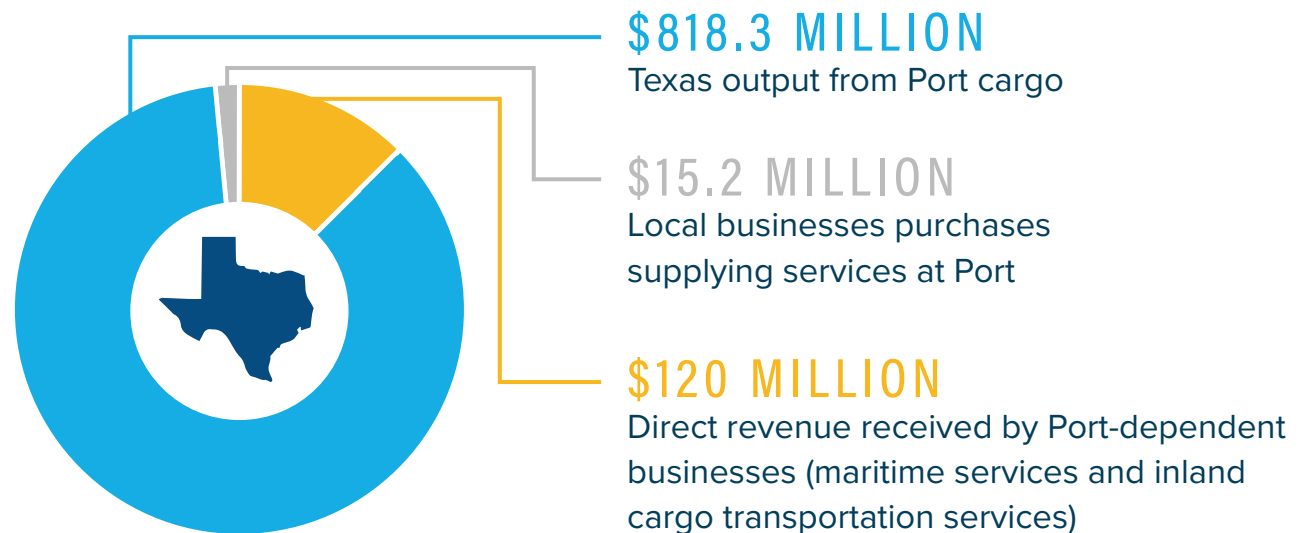 $818.3 MILLION
Texas output from Port cargo
$15.2 MILLION
Local businesses purchases
supplying services at Port
$120 MILLION
Direct revenue received by Port-dependent
businesses (maritime services and inland
cargo transportation services)